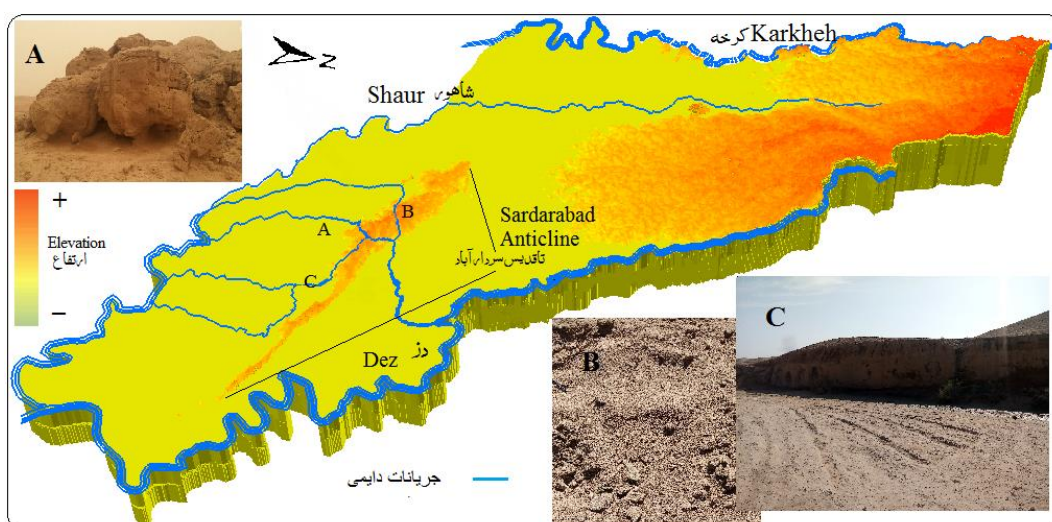 A
N
کرخه Karkheh
Shaur شاهور
+
Elevation
ارتفاع
−
B
A
C
Sardarabad
Anticline
تاقدیس سردارآباد
Dez دز
B
C
جریانات دایمی